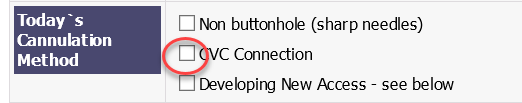 Today`s
Cannulation
Method
Non buttonhole (sharp needles)
CVC Connection
Developing New Access - see below